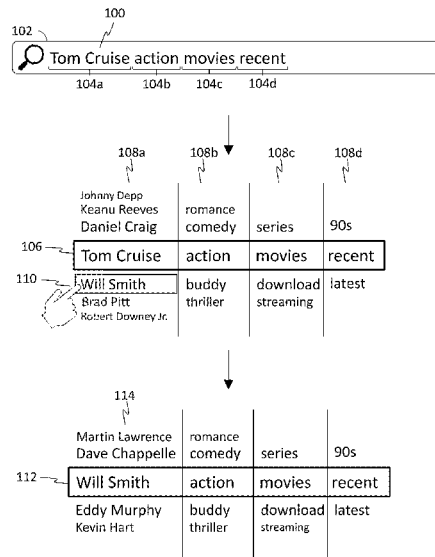 100
102
Tom Cruise action movies recent
104a 104b 104c 104d
108a 108b 108c 108d
Johnny Depp
Keanu Reeves romance
Daniel Craig comedy series 90s
106 Tom Cruise action movies recent
110 Will Smith buddy download latest
Brad Pitt thriller streaming
Robert Downey Jr.
114
Martin Lawrence romance
Dave Chappelle comedy series 90s
112 Will Smith action movies recent
Eddy Murphy buddy download latest
Kevin Hart thriller streaming